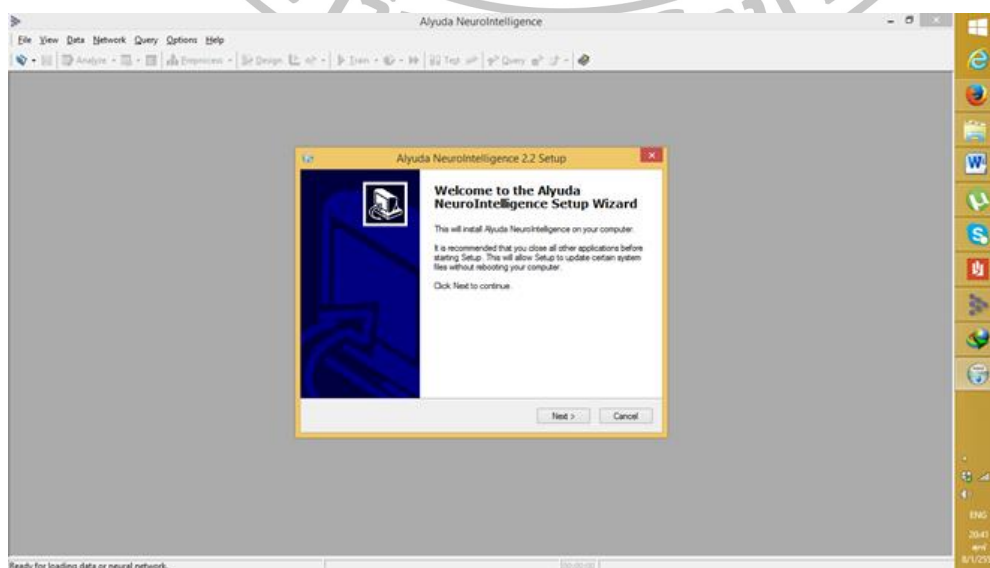 Alyuda NeuroIntelligence
File View Data Network Query Options Help
Analyze Preprocess Design Train Test Query
Alyuda NeuroIntelligence 2.2 Setup
Welcome to the Alyuda
NeuroIntelligence Setup Wizard
This will install Alyuda NeuroIntelligence on your computer.
It is recommended that you close all other applications before
starting Setup. This will allow Setup to update certain system
files without rebooting your computer.
Click Next to continue.
Next > Cancel
ENG
20:41
Ready for loading data or neural network.